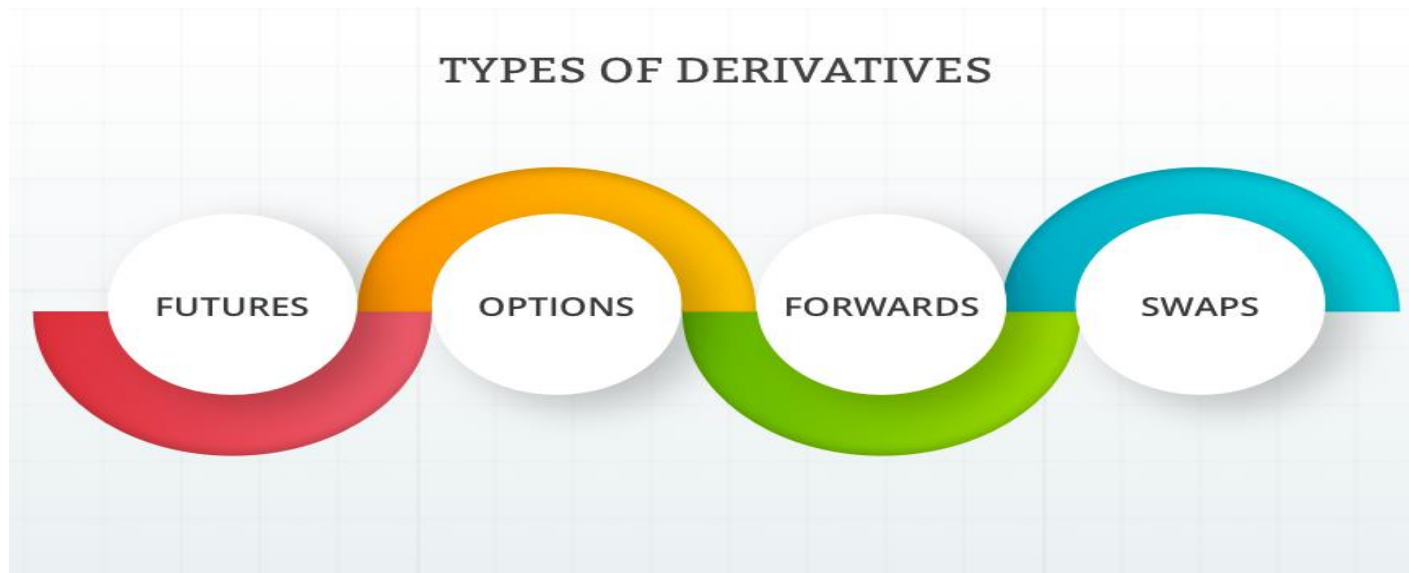 TYPES OF DERIVATIVES
FUTURES
OPTIONS
FORWARDS
SWAPS